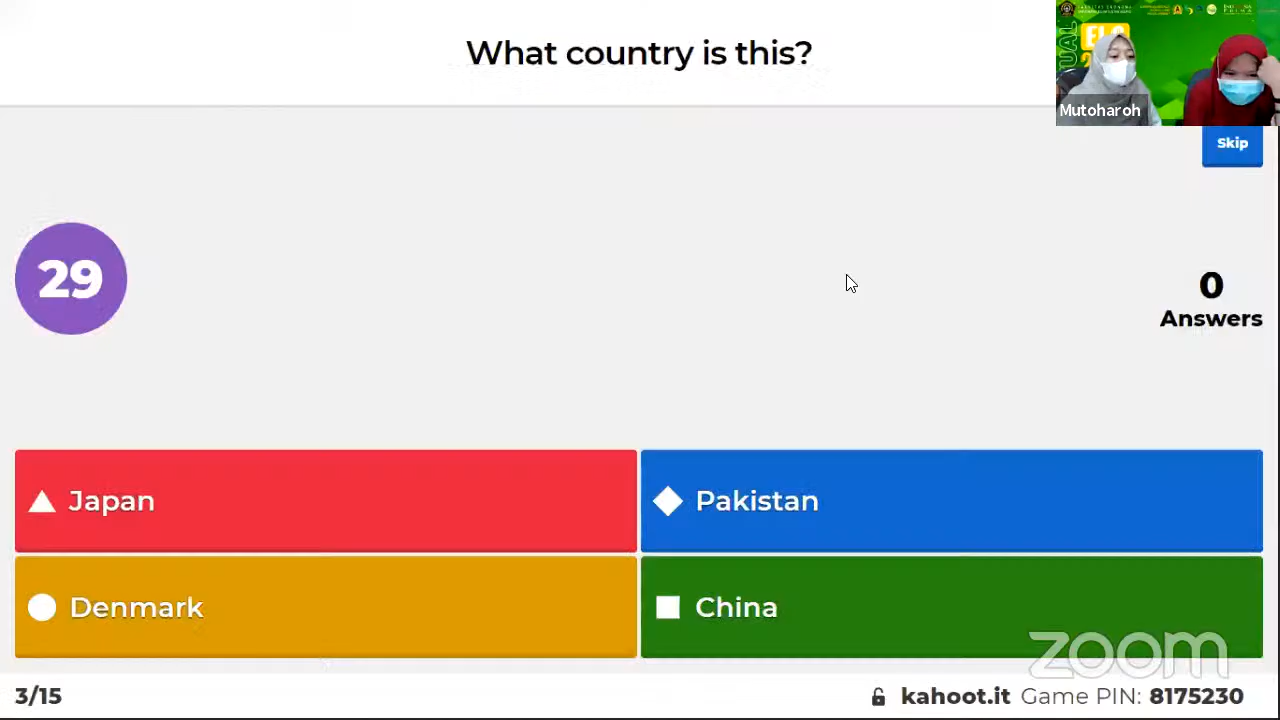 What country is this?
Mutoharoh
Skip
29
0
Answers
Japan
Pakistan
Denmark
China
zoom
3/15
kahoot.it Game PIN: 8175230